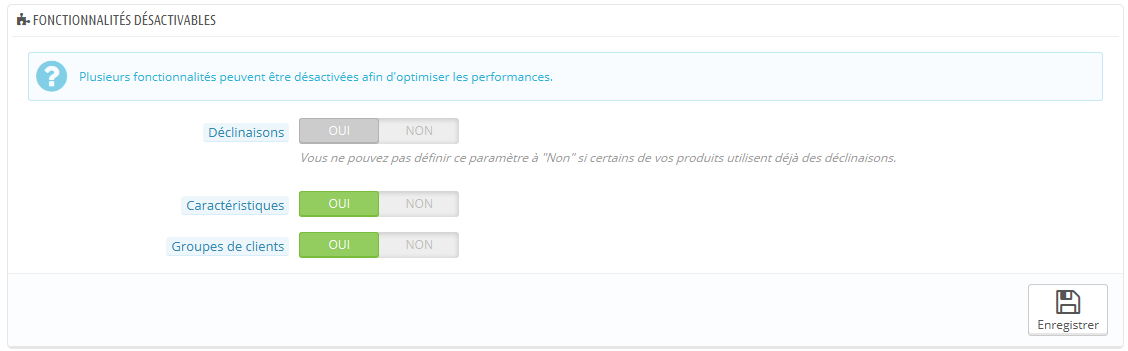 FONCTIONNALITÉS DÉSACTIVABLES
Plusieurs fonctionnalités peuvent être désactivées afin d'optimiser les performances.
Déclinaisons OUI NON
Vous ne pouvez pas définir ce paramètre à "Non" si certains de vos produits utilisent déjà des déclinaisons.
Caractéristiques OUI NON
Groupes de clients OUI NON
Enregistrer